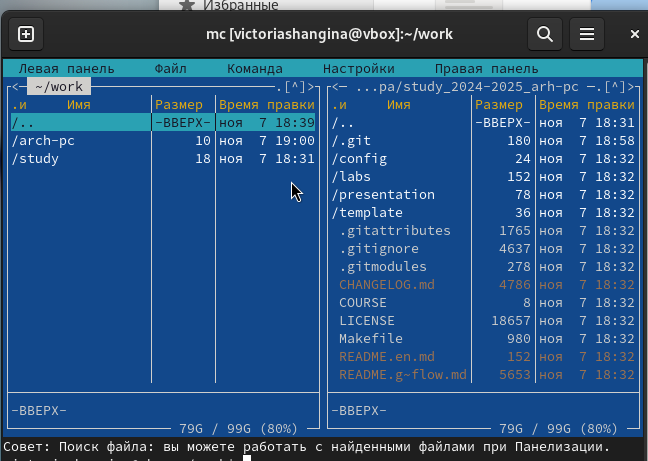 Избранные
mc [victoriashangina@vbox]:~/work
Левая панель Файл Команда Настройки Правая панель
<- ~/work .[^]>
.и Имя Размер Время правки
/.. -ВВЕРХ- ноя 7 18:39
/arch-pc 10 ноя 7 19:00
/study 18 ноя 7 18:31
-ВВЕРХ-
79G / 99G (80%)
<- ...pa/study_2024-2025_arh-pc -.[^]>
.и Имя Размер Время правки
/.. -ВВЕРХ- ноя 7 18:31
/.git 180 ноя 7 18:58
/config 24 ноя 7 18:32
/labs 152 ноя 7 18:32
/presentation 78 ноя 7 18:32
/template 36 ноя 7 18:32
.gitattributes 1765 ноя 7 18:32
.gitignore 4637 ноя 7 18:32
.gitmodules 278 ноя 7 18:32
CHANGELOG.md 4786 ноя 7 18:32
COURSE 8 ноя 7 18:32
LICENSE 18657 ноя 7 18:32
Makefile 980 ноя 7 18:32
README.en.md 152 ноя 7 18:32
README.g~flow.md 5653 ноя 7 18:32
-ВВЕРХ-
79G / 99G (80%)
Совет: Поиск файла: вы можете работать с найденными файлами при Панелизации.